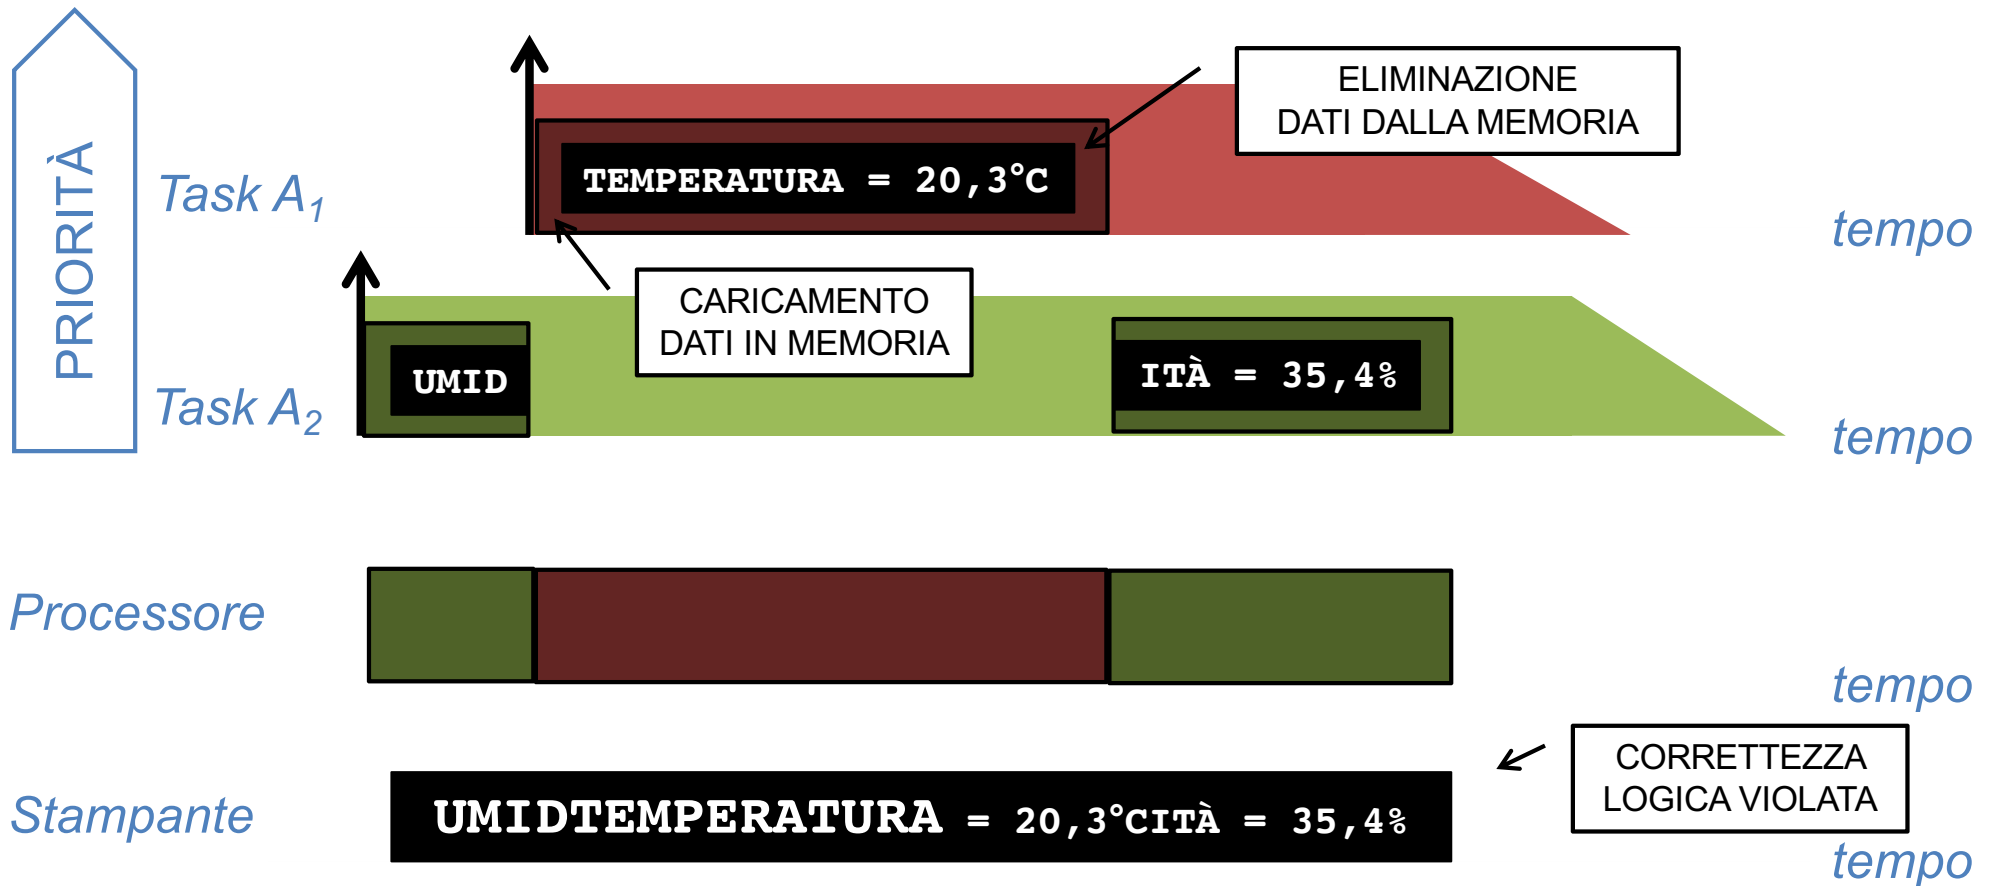 PRIORITÀ
ELIMINAZIONE
DATI DALLA MEMORIA
TEMPERATURA = 20,3°C
Task A1
tempo
CARICAMENTO
DATI IN MEMORIA
UMID
ITÀ = 35,4%
Task A2
tempo
Processore
tempo
CORRETTEZZA
LOGICA VIOLATA
Stampante
UMIDTEMPERATURA = 20,3°CITÀ = 35,4%
tempo